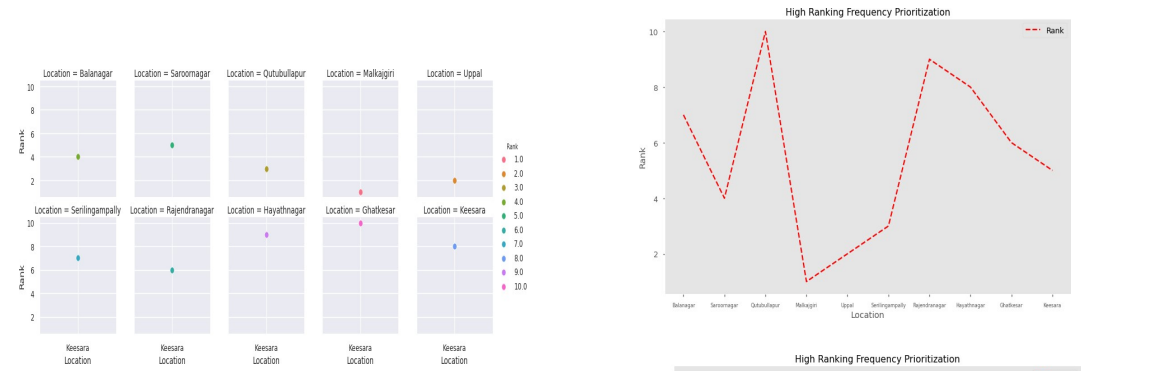 High Ranking Frequency Prioritization
Rank
Location = Balanagar
Location = Saroornagar
Location = Qutubullapur
Location = Malkajgiri
Location = Uppal
10
8
6
4
2
Rank
Location = Serilingampally
Location = Rajendranagar
Location = Hayathnagar
Location = Ghatkesar
Location = Keesara
10
8
6
4
2
Rank
Keesara
Keesara
Keesara
Keesara
Keesara
Location
Location
Location
Location
Location
Rank
1.0
2.0
3.0
4.0
5.0
6.0
7.0
8.0
9.0
10.0
10
8
6
4
2
Rank
Balanagar
Saroornagar
Qutubullapur
Malkajgiri
Uppal
Serilingampally
Rajendranagar
Hayathnagar
Ghatkesar
Keesara
Location
High Ranking Frequency Prioritization